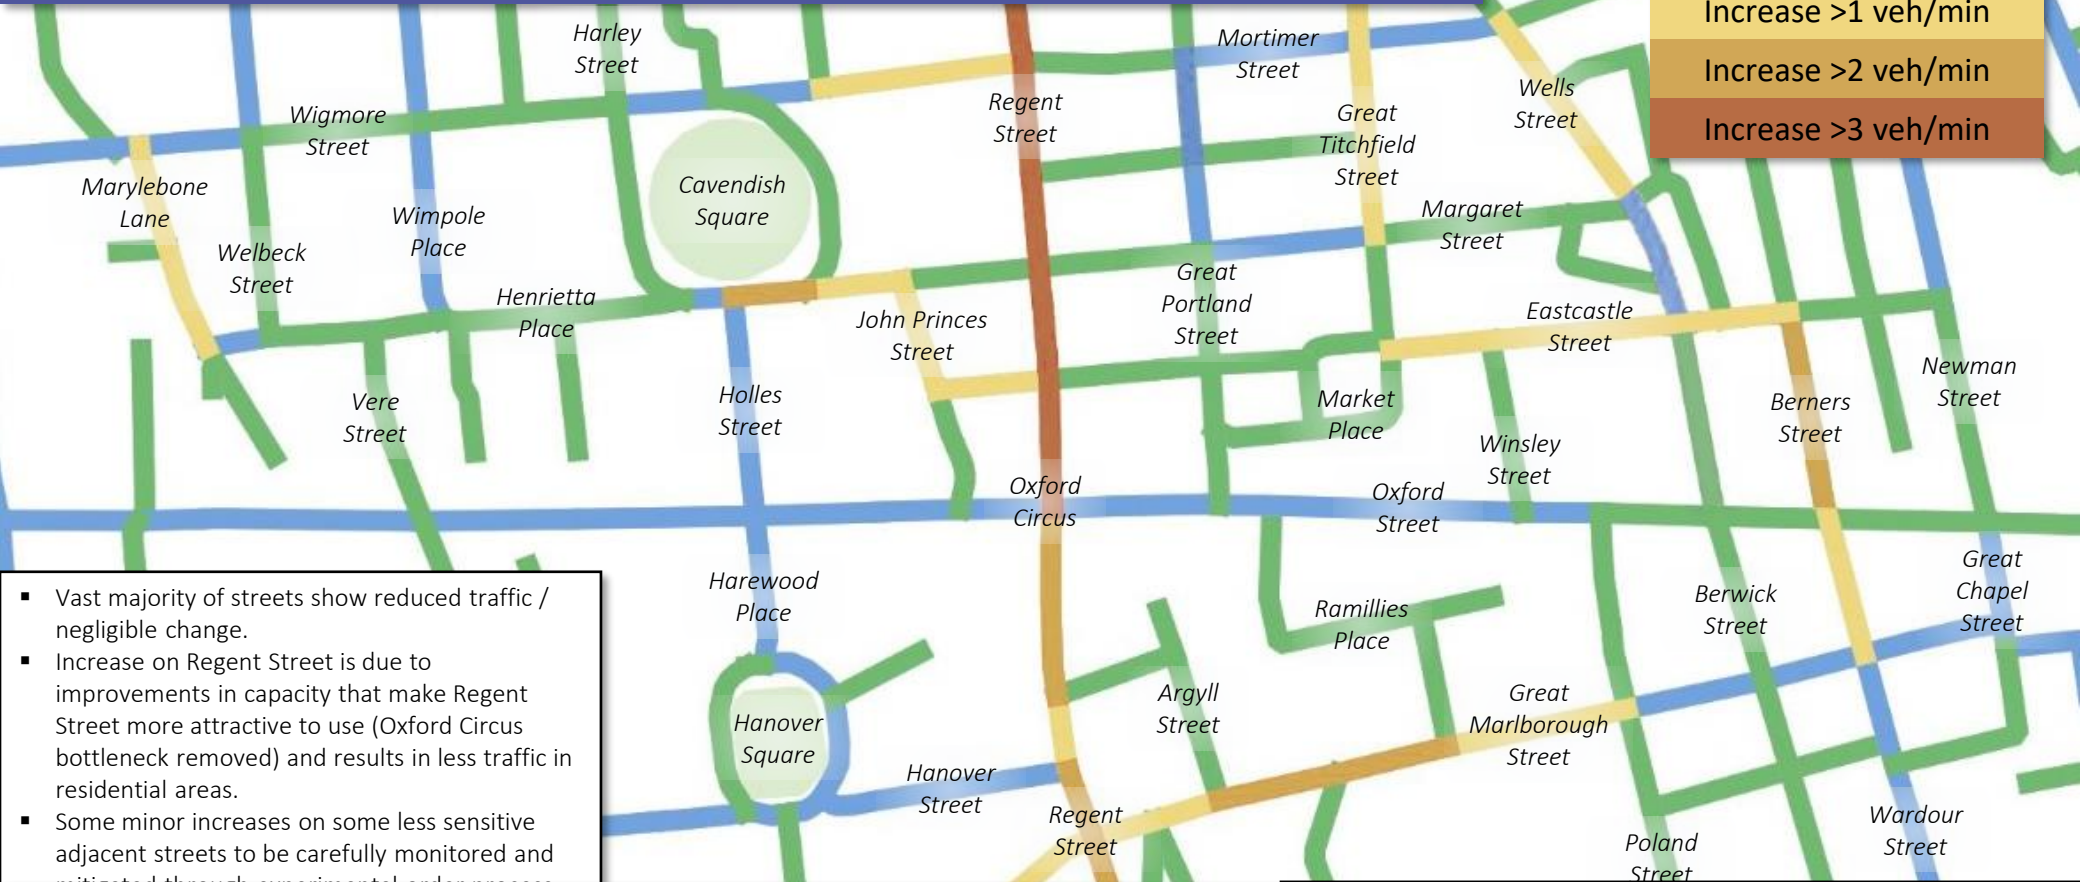 Increase >1 veh/min
Increase >2 veh/min
Increase >3 veh/min
Harley
Street
Mortimer
Street
Wells
Street
Wigmore
Street
Regent
Street
Great
Titchfield
Street
Marylebone
Lane
Cavendish
Square
Wimpole
Place
Margaret
Street
Welbeck
Street
Great
Portland
Street
Henrietta
Place
John Princes
Street
Eastcastle
Street
Newman
Street
Vere
Street
Holles
Street
Market
Place
Berners
Street
Winsley
Street
Oxford
Circus
Oxford
Street
Harewood
Place
Ramillies
Place
Berwick
Street
Great
Chapel
Street
Hanover
Square
Argyll
Street
Great
Marlborough
Street
Hanover
Street
Regent
Street
Poland
Street
Wardour
Street
▪ Vast majority of streets show reduced traffic /
negligible change.
▪ Increase on Regent Street is due to
improvements in capacity that make Regent
Street more attractive to use (Oxford Circus
bottleneck removed) and results in less traffic in
residential areas.
▪ Some minor increases on some less sensitive
adjacent streets to be carefully monitored and
mitigated through experimental order process